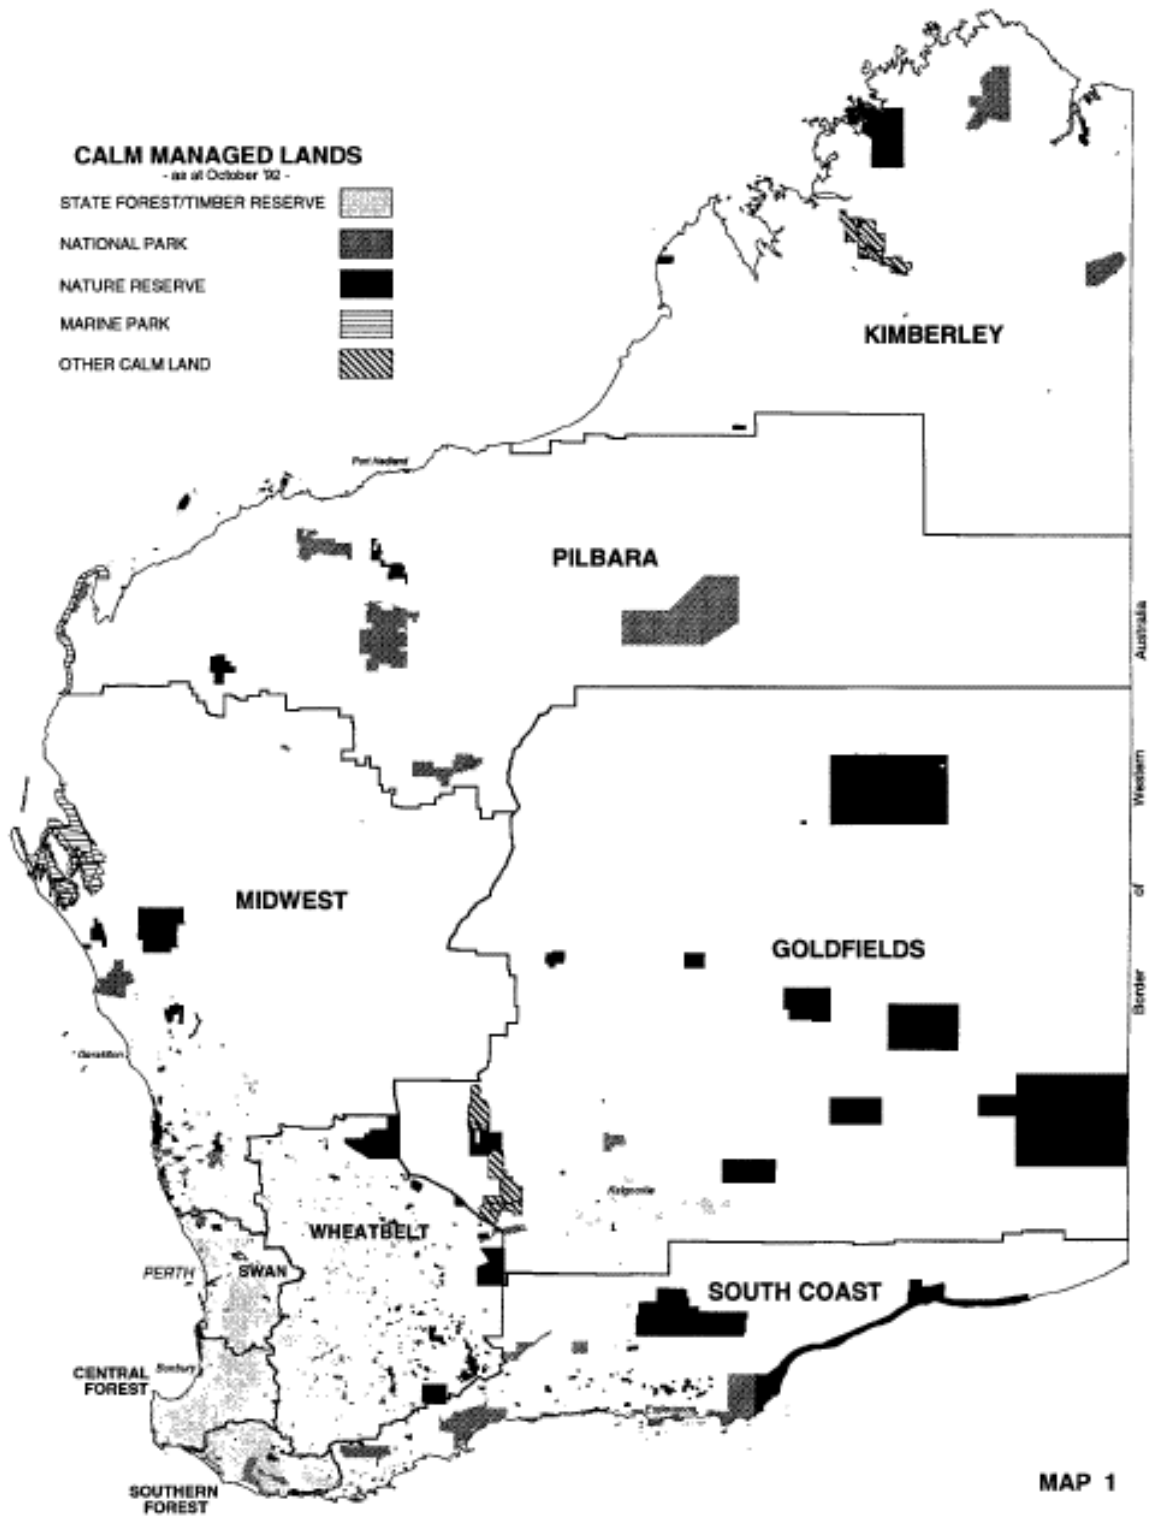 CALM MANAGED LANDS
- as at October '92 -
STATE FOREST/TIMBER RESERVE
NATIONAL PARK
NATURE RESERVE
MARINE PARK
OTHER CALM LAND
KIMBERLEY
Port Hedland
PILBARA
Australia
Western
of
Border
MIDWEST
GOLDFIELDS
Geraldton
Kalgoorlie
WHEATBELT
PERTH
SWAN
SOUTH COAST
CENTRAL
FOREST
Bunbury
Esperance
SOUTHERN
FOREST
MAP 1